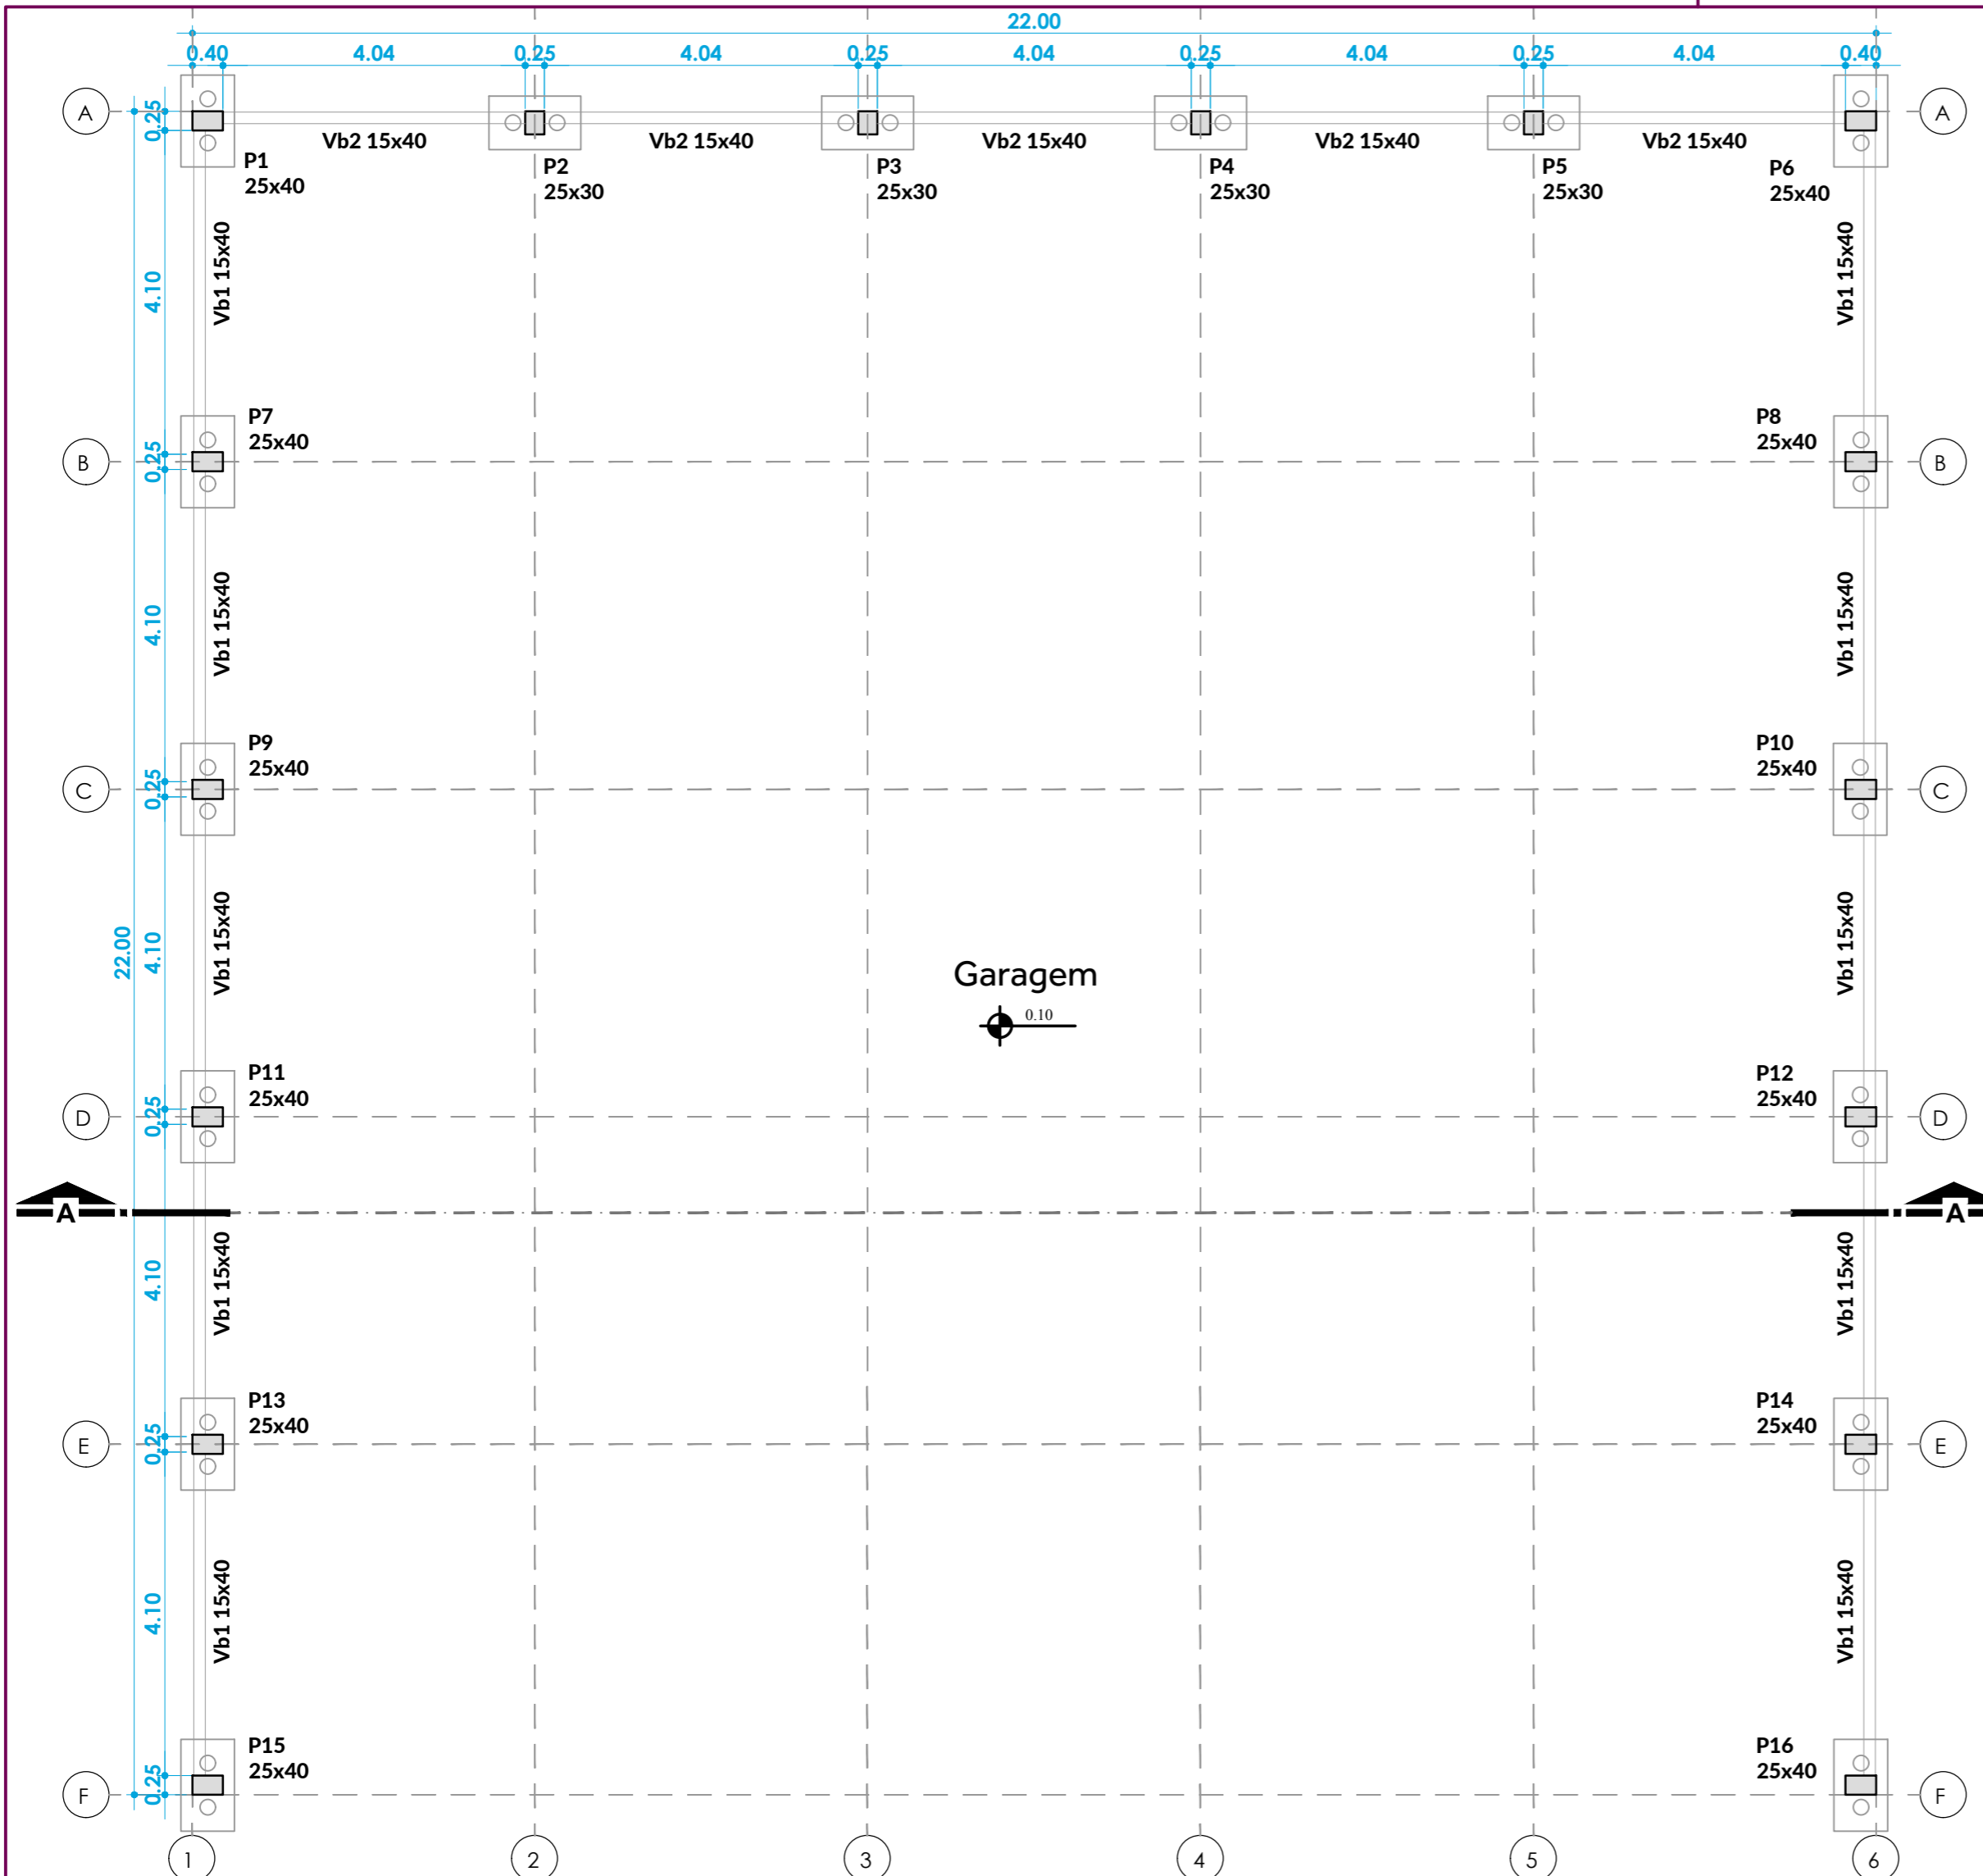 22.00
0.40 4.04 0.25 4.04 0.25 4.04 0.25 4.04 0.25 4.04 0.40
A 0.25 A
Vb2 15x40 Vb2 15x40 Vb2 15x40 Vb2 15x40 Vb2 15x40
P1
25x40
P2
25x30
P3
25x30
P4
25x30
P5
25x30
P6
25x40
4.10 Vb1 15x40 Vb1 15x40
P7
25x40
P8
25x40
B 0.25 B
4.10 Vb1 15x40 Vb1 15x40
P9
25x40
P10
25x40
C 0.25 C
22.00 4.10 Vb1 15x40 Vb1 15x40
Garagem
0.10
P11
25x40
P12
25x40
D 0.25 D
A A
4.10 Vb1 15x40 Vb1 15x40
P13
25x40
P14
25x40
E 0.25 E
4.10 Vb1 15x40 Vb1 15x40
P15
25x40
P16
25x40
F 0.25 F
1 2 3 4 5 6